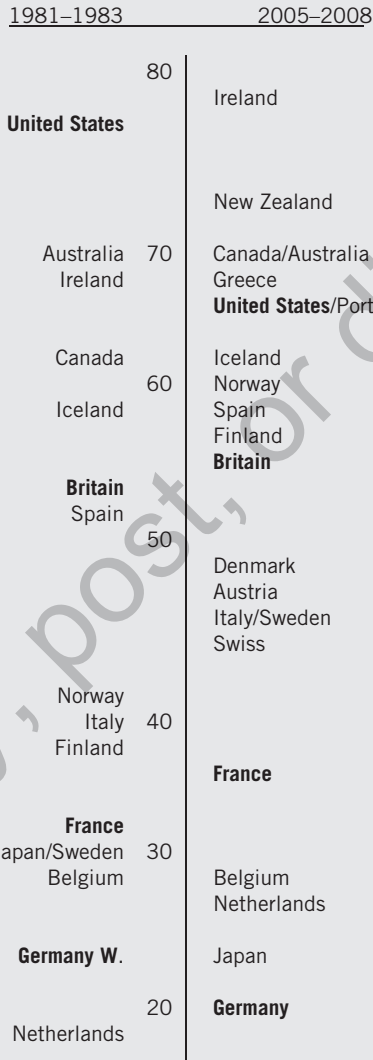 1981–1983 2005–2008
80
Ireland
United States
New Zealand
Australia 70 Canada/Australia
Ireland Greece
United States/Port
Canada Iceland
60 Norway
Iceland Spain
Finland
Britain Britain
Spain
50
Denmark
Austria
Italy/Sweden
Swiss
Norway
Italy 40
Finland
France
France
apan/Sweden 30
Belgium Belgium
Netherlands
Germany W. Japan
20 Germany
Netherlands
, post, or d